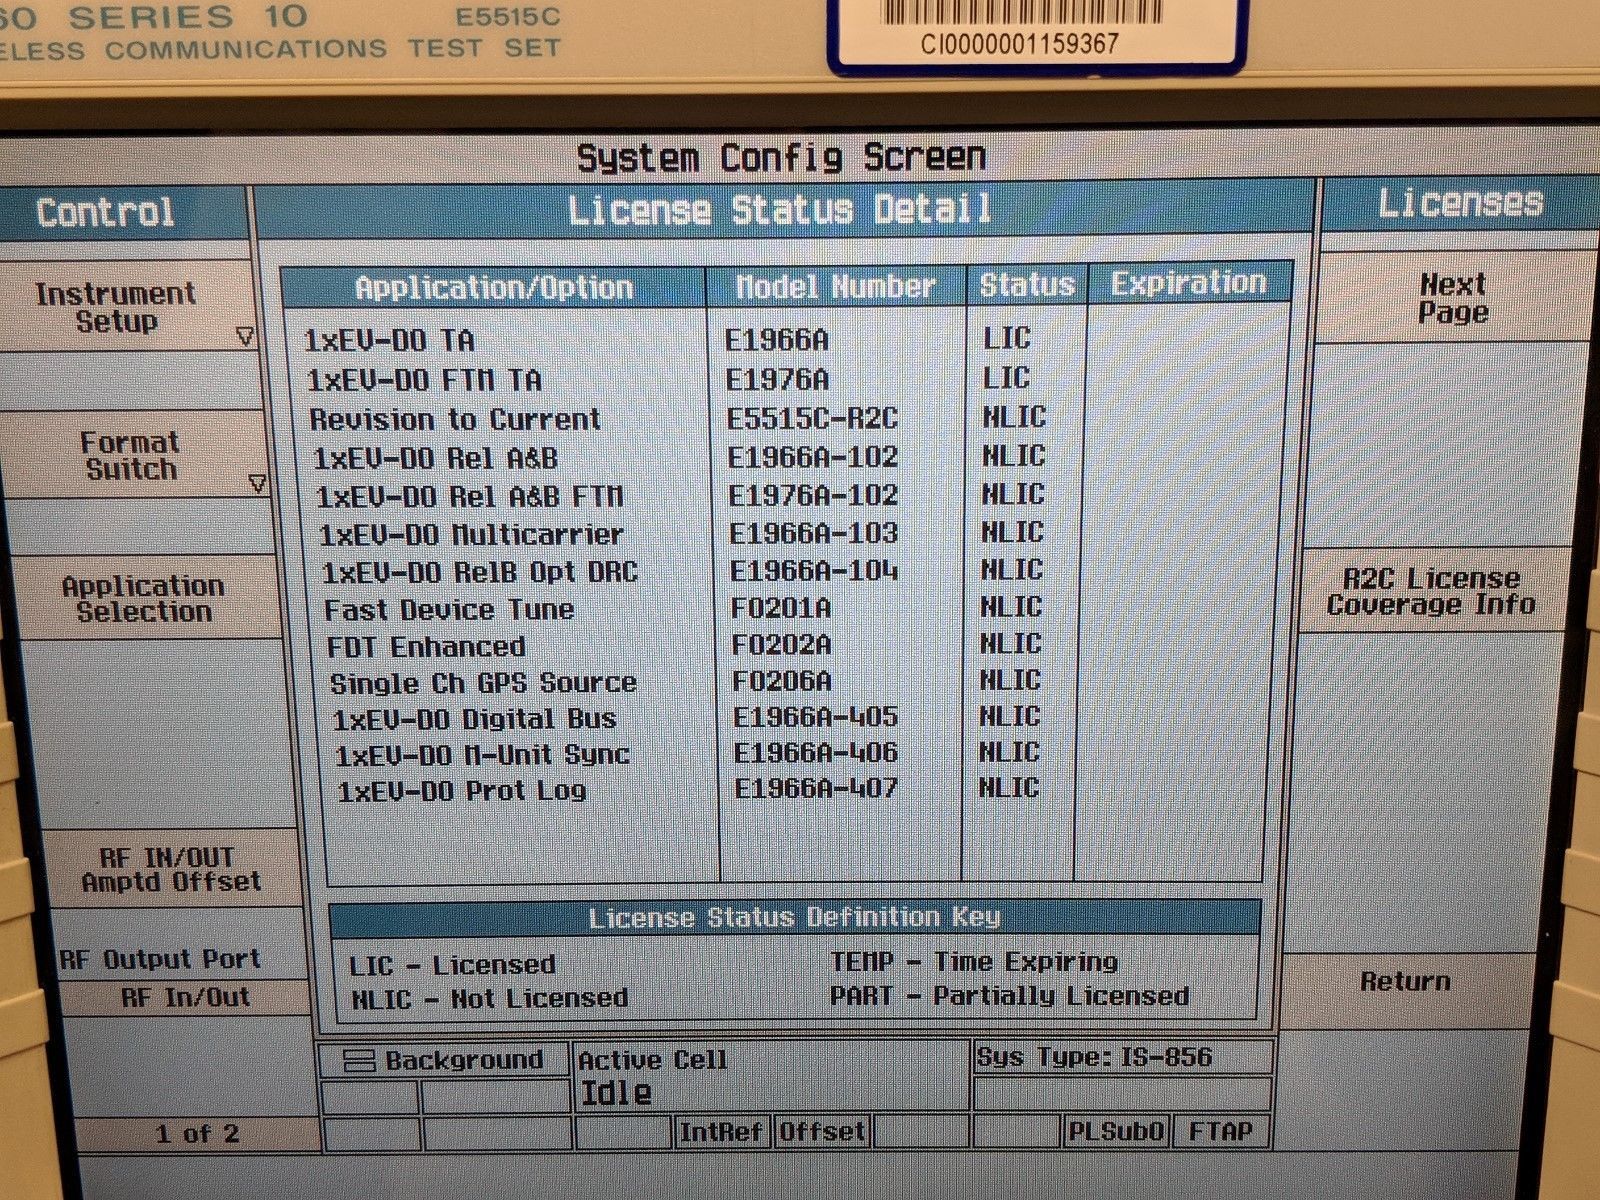 SERIES 10
E5515C
COMMUNICATIONS TEST SET
CI0000001159367
System Config Screen
Control
License Status Detail
Licenses
Instrument
Setup
Format
Switch
Application
Selection
RF IN/OUT
Amptd Offset
RF Output Port
RF In/Out
1 of 2
Application/Option Model Number Status Expiration
1xEV-DO TA E1966A LIC
1xEV-DO FTM TA E1976A LIC
Revision to Current E5515C-R2C NLIC
1xEV-DO Rel A&B E1966A-102 NLIC
1xEV-DO Rel A&B FTM E1976A-102 NLIC
1xEV-DO Multicarrier E1966A-103 NLIC
1xEV-DO RelB Opt DRC E1966A-104 NLIC
Fast Device Tune F0201A NLIC
FDT Enhanced F0202A NLIC
Single Ch GPS Source F0206A NLIC
1xEV-DO Digital Bus E1966A-405 NLIC
1xEV-DO M-Unit Sync E1966A-406 NLIC
1xEV-DO Prot Log E1966A-407 NLIC
License Status Definition Key
LIC - Licensed TEMP - Time Expiring
NLIC - Not Licensed PART - Partially Licensed
Background
Active Cell
Idle
Sys Type: IS-856
IntRef Offset PLSub0 FTAP
Next
Page
R2C License
Coverage Info
Return